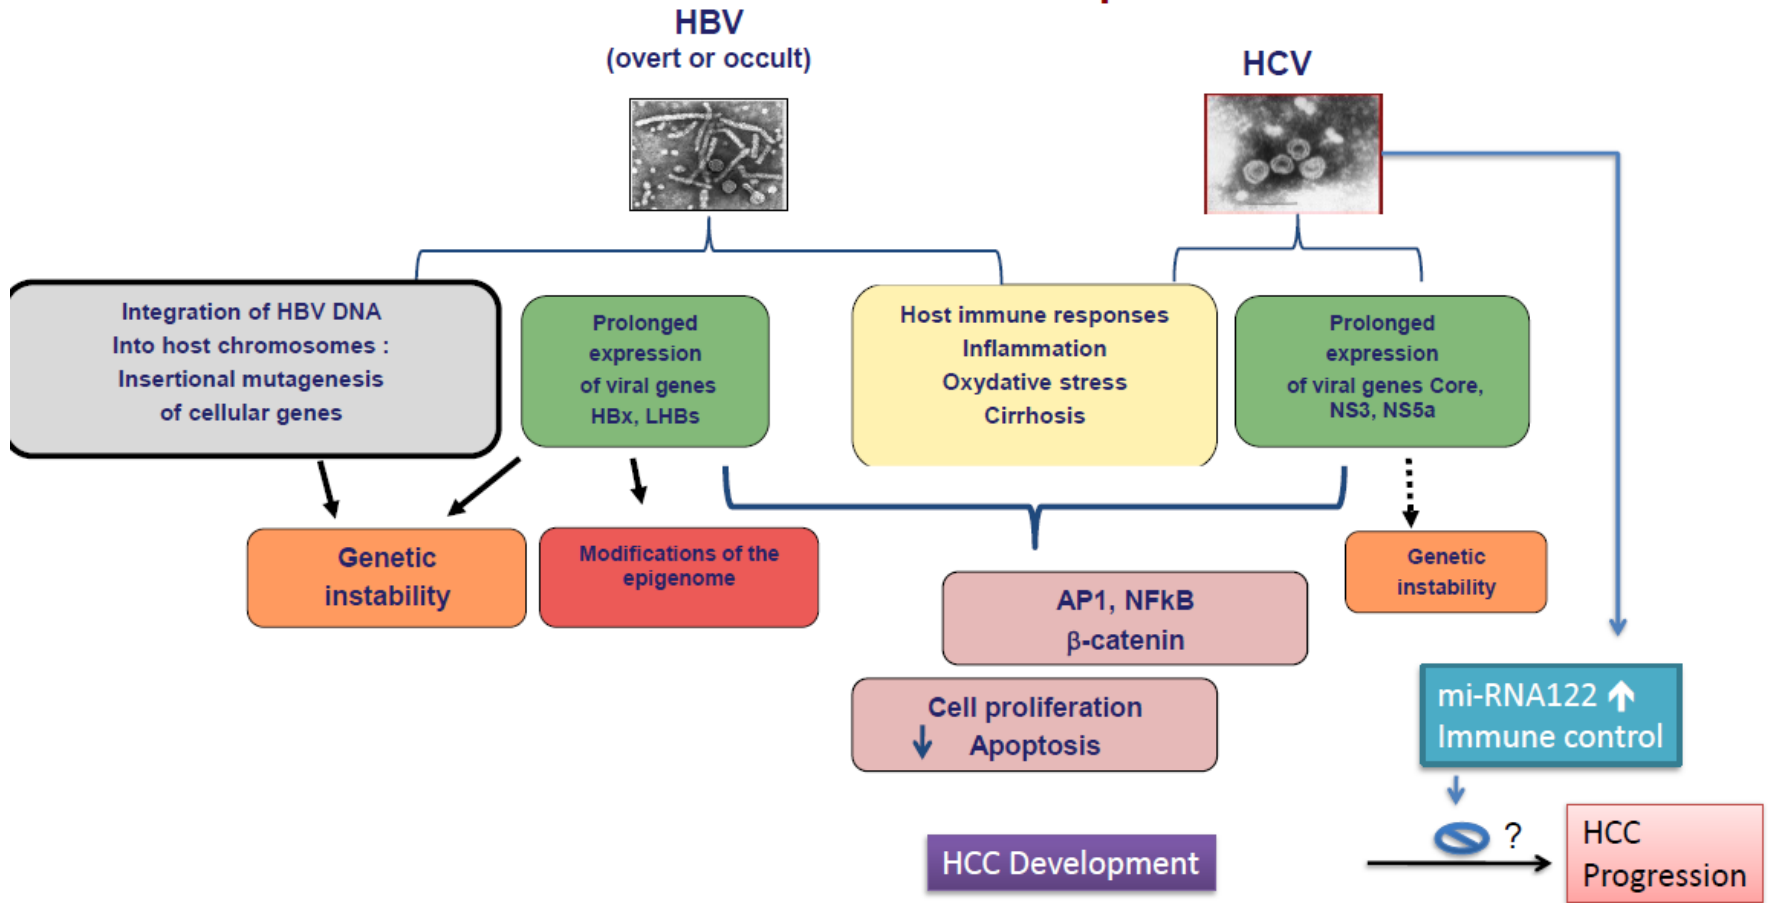 HBV
(overt or occult)
HCV
Integration of HBV DNA
Into host chromosomes :
Insertional mutagenesis
of cellular genes
Prolonged
expression
of viral genes
HBx, LHBs
Host immune responses
Inflammation
Oxydative stress
Cirrhosis
Prolonged
expression
of viral genes Core,
NS3, NS5a
Genetic
instability
Modifications of the
epigenome
AP1, NFkB
β-catenin
Genetic
instability
Cell proliferation
↓ Apoptosis
mi-RNA122 ↑
Immune control
?
HCC Development
HCC
Progression